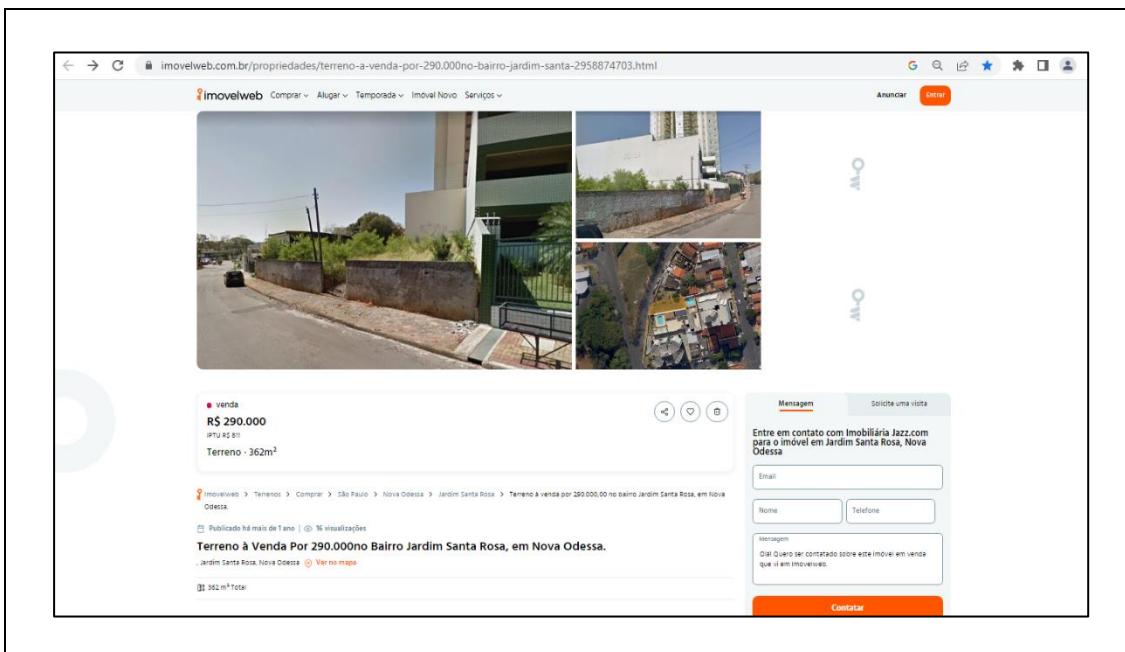 imovelweb.com.br/propriedades/terreno-a-venda-por-290.000no-bairro-jardim-santa-2958874703.html
imovelweb Comprar Alugar Temporada Imóvel Novo Serviços Anunciar Entrar
venda
R$ 290.000
IPTU R$ 811
Terreno · 362m²
Imovelweb > Terrenos > Comprar > São Paulo > Nova Odessa > Jardim Santa Rosa > Terreno à venda por 290.000,00 no bairro Jardim Santa Rosa, em Nova
Odessa.
Publicado há mais de 1 ano | 16 visualizações
Terreno à Venda Por 290.000no Bairro Jardim Santa Rosa, em Nova Odessa.
, Jardim Santa Rosa, Nova Odessa Ver no mapa
362 m² Total
Mensagem Solicite uma visita
Entre em contato com Imobiliária Jazz.com
para o imóvel em Jardim Santa Rosa, Nova
Odessa
Email
Nome Telefone
Mensagem
Olá! Quero ser contatado sobre este imóvel em venda
que vi em Imovelweb.
Contatar